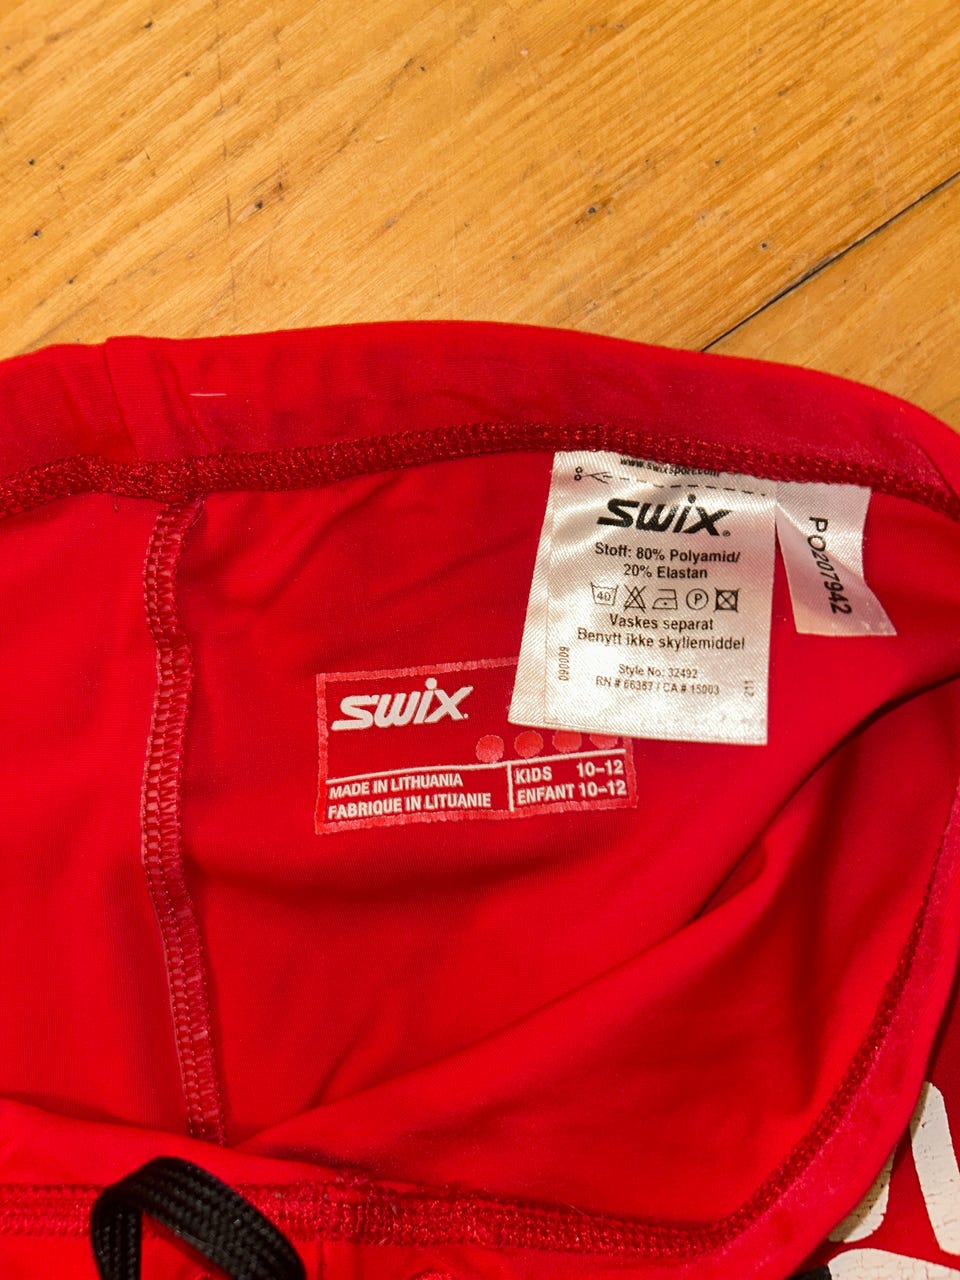 www.swixsport.com
swix
Stoff: 80% Polyamid/
20% Elastan
40 P
Vaskes separat
Benytt ikke skyllemiddel
Style No: 32492
RN # 66387 / CA # 15003
PO207942
swix
MADE IN LITHUANIA
FABRIQUE IN LITUANIE
KIDS 10-12
ENFANT 10-12